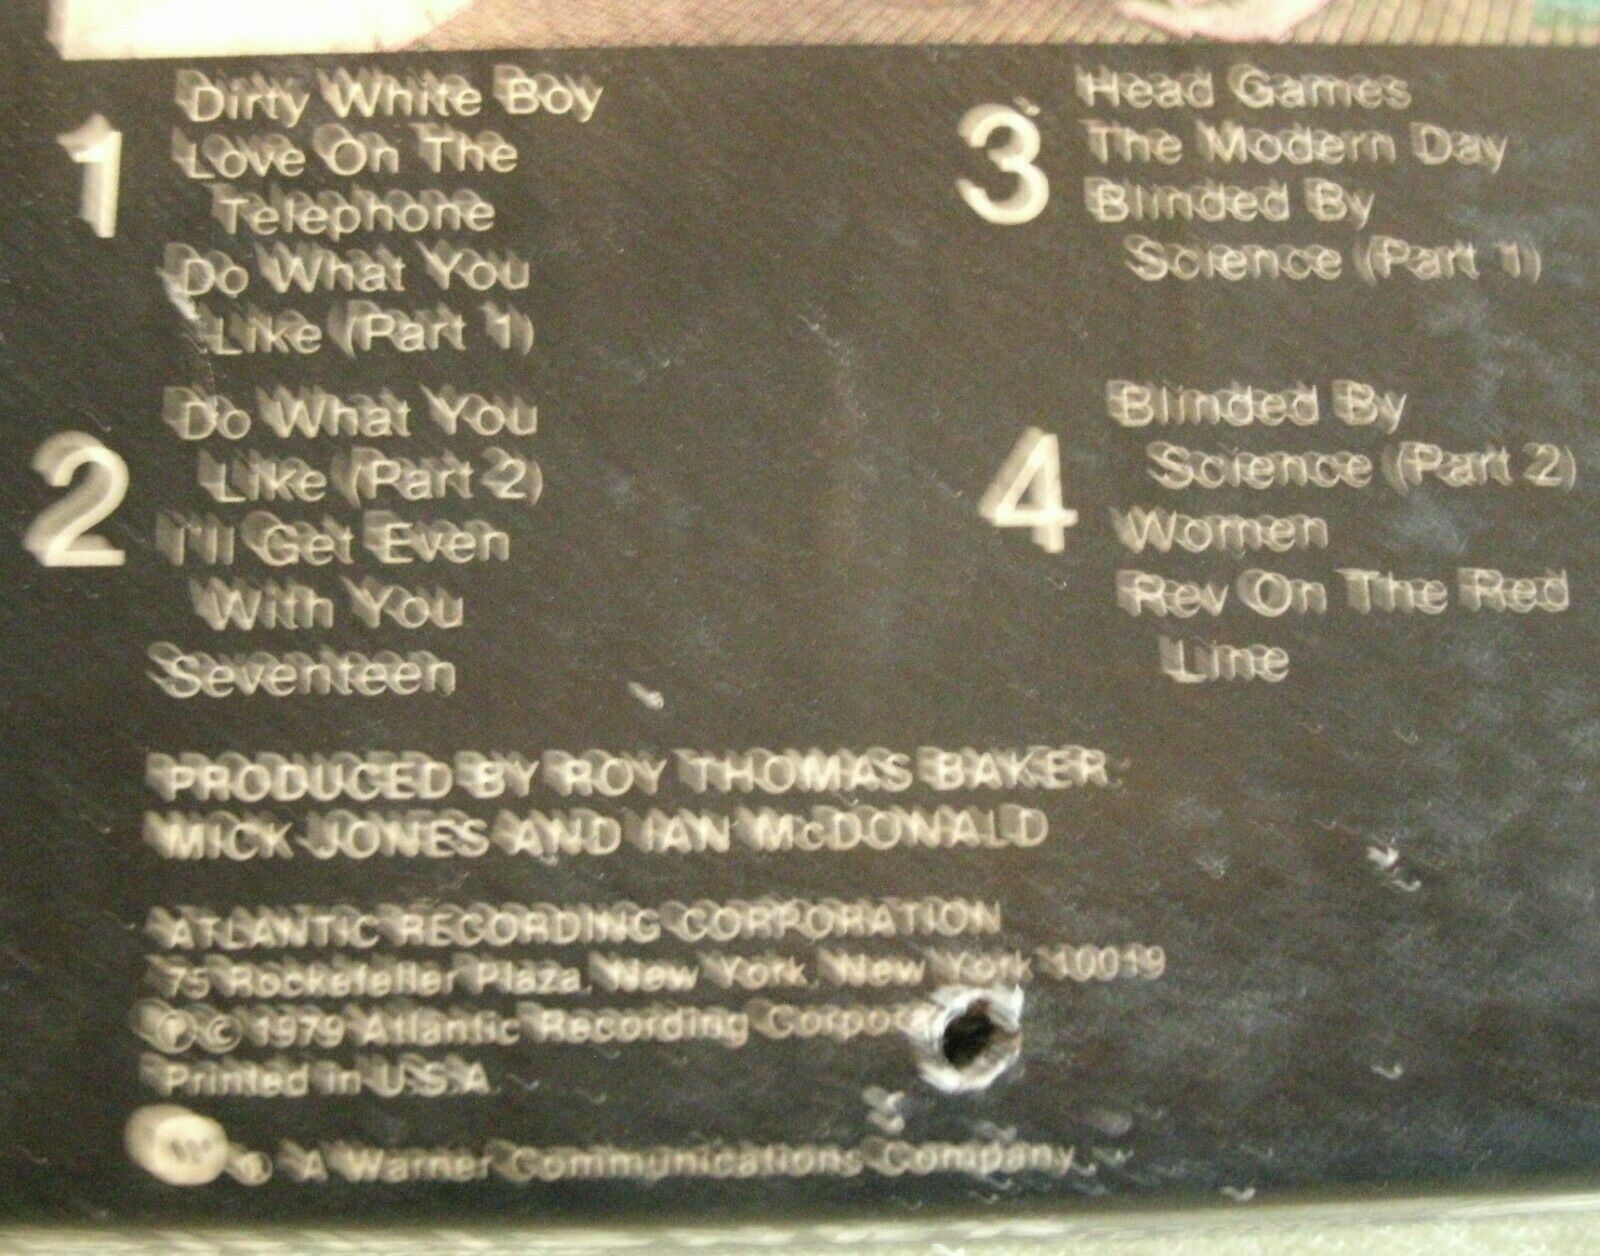 1
Dirty White Boy
Love On The
Telephone
Do What You
Like (Part 1)
2
Do What You
Like (Part 2)
I'll Get Even
With You
Seventeen
3
Head Games
The Modern Day
Blinded By
Science (Part 1)
4
Blinded By
Science (Part 2)
Women
Rev On The Red
Line
PRODUCED BY ROY THOMAS BAKER,
MICK JONES AND IAN McDONALD
ATLANTIC RECORDING CORPORATION
75 Rockefeller Plaza, New York, New York 10019
℗© 1979 Atlantic Recording
Printed in U.S.A.
A Warner Communications Company